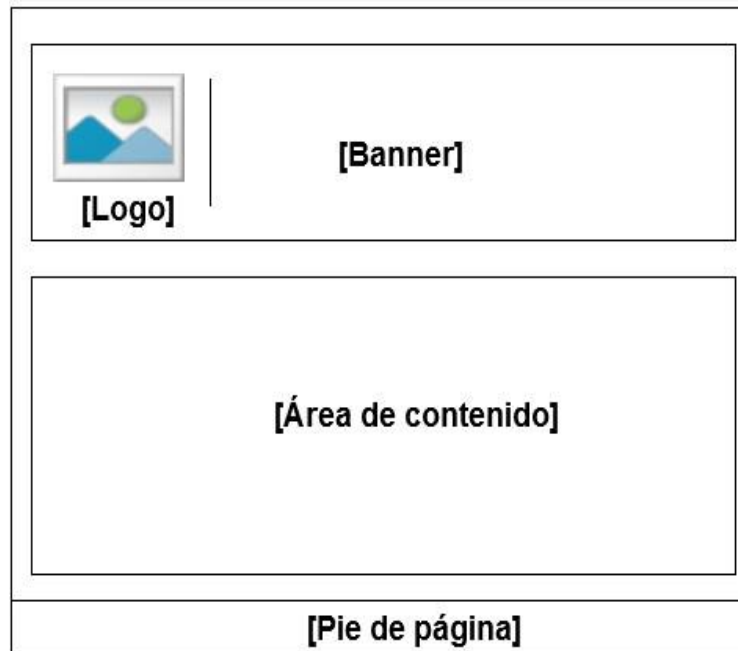 [Banner]
[Logo]
[Área de contenido]
[Pie de página]